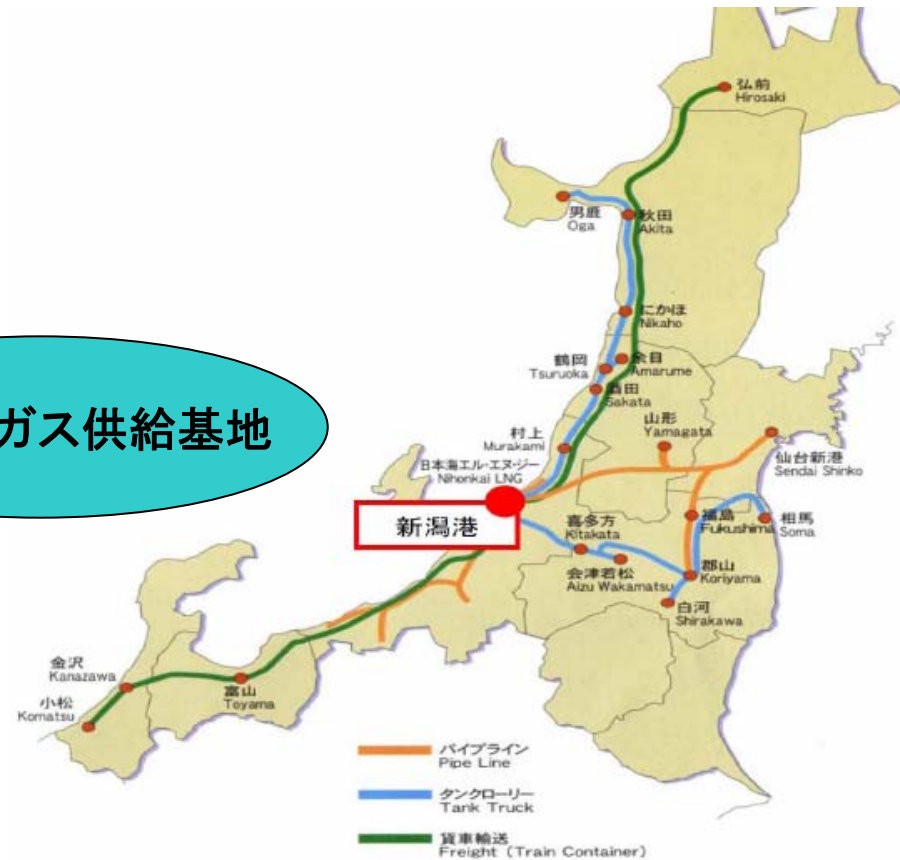 弘前
Hirosaki
男鹿
Oga
秋田
Akita
にかほ
Nikaho
鶴岡
Tsuruoka
余目
Amarume
酒田
Sakata
山形
Yamagata
村上
Murakami
仙台新港
Sendai Shinko
日本海エル・エヌ・ジー
Nihonkai LNG
ガス供給基地
新潟港
喜多方
Kitakata
福島
Fukushima
相馬
Soma
会津若松
Aizu Wakamatsu
郡山
Koriyama
白河
Shirakawa
金沢
Kanazawa
小松
Komatsu
富山
Toyama
パイプライン
Pipe Line
タンクローリー
Tank Truck
貨車輸送
Freight (Train Container)